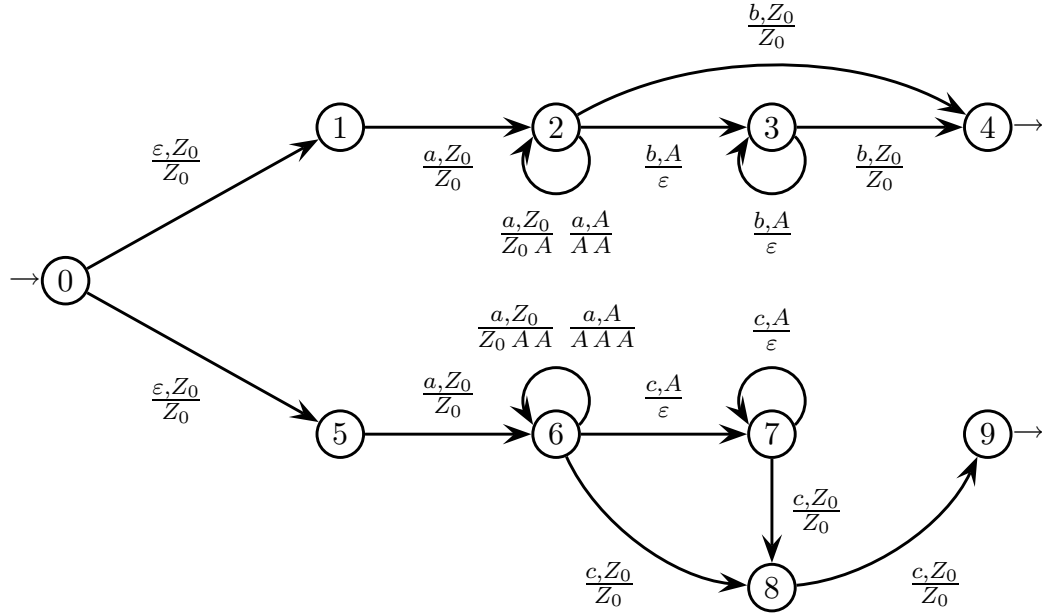 b,Z₀
Z₀
1 2 3 4 →
ε,Z₀
Z₀
a,Z₀
Z₀
b,A
ε
b,Z₀
Z₀
a,Z₀ a,A
Z₀ A A A
b,A
ε
→ 0
a,Z₀ a,A
Z₀ A A A A A
c,A
ε
ε,Z₀
Z₀
a,Z₀
Z₀
c,A
ε
5 6 7 9 →
c,Z₀
Z₀
c,Z₀
Z₀
8
c,Z₀
Z₀